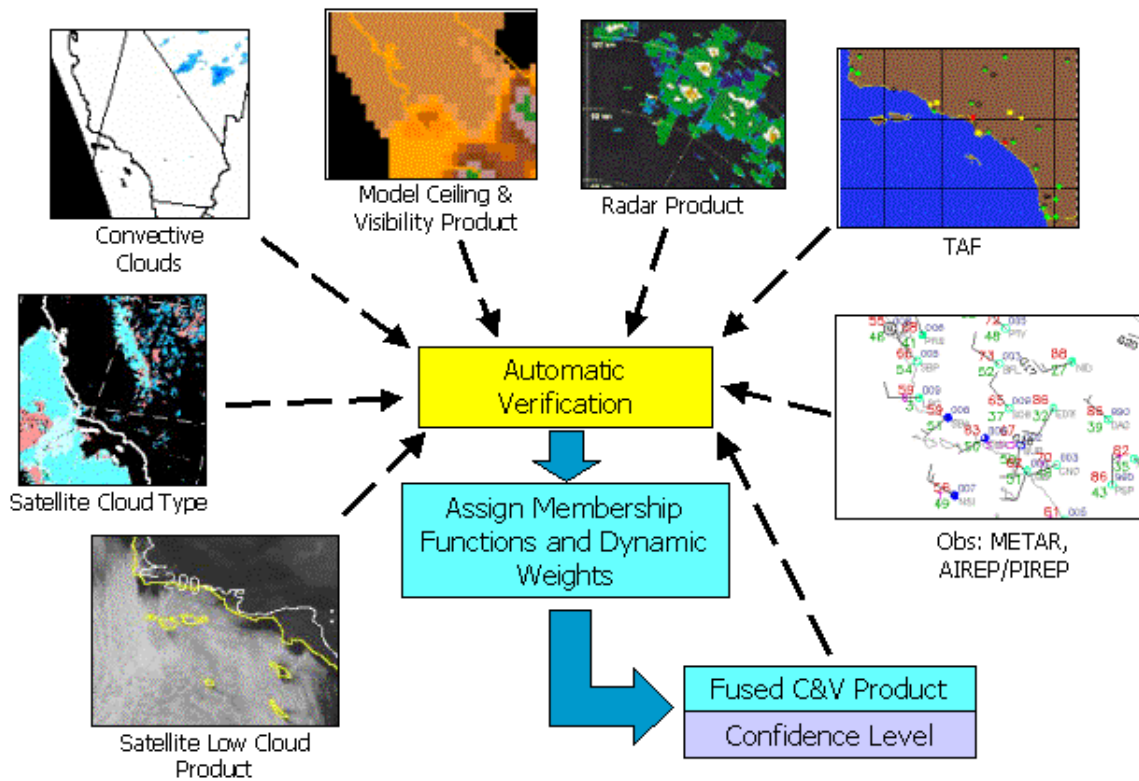 Convective
Clouds
Model Ceiling &
Visibility Product
Radar Product
TAF
Automatic
Verification
Satellite Cloud Type
Assign Membership
Functions and Dynamic
Weights
Obs: METAR,
AIREP/PIREP
200
Satellite Low Cloud
Product
Fused C&V Product
Confidence Level